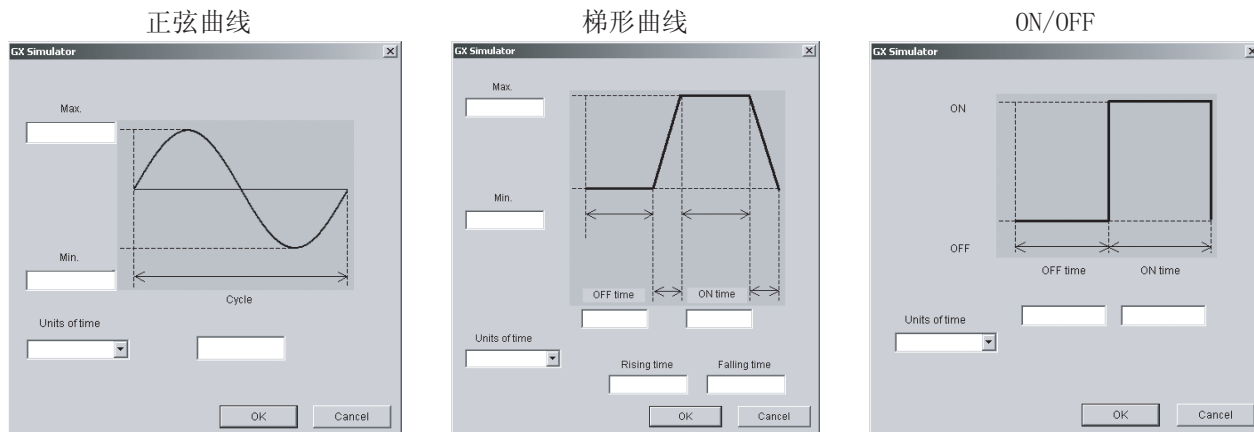 正弦曲线
梯形曲线
ON/OFF
GX Simulator
Max.
Min.
Cycle
Units of time
OK
Cancel
GX Simulator
Max.
Min.
OFF time
ON time
Units of time
Rising time
Falling time
OK
Cancel
GX Simulator
ON
OFF
OFF time
ON time
Units of time
OK
Cancel